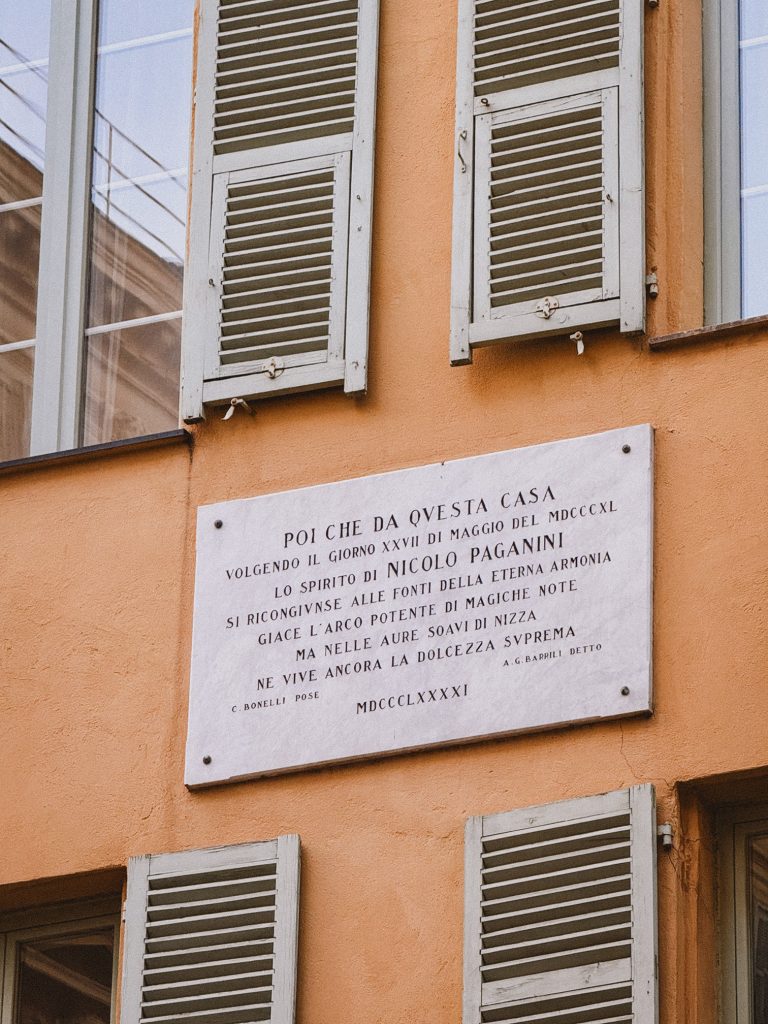 POI CHE DA QVESTA CASA
VOLGENDO IL GIORNO XXVII DI MAGGIO DEL MDCCCXL
LO SPIRITO DI NICOLO PAGANINI
SI RICONGIVNSE ALLE FONTI DELLA ETERNA ARMONIA
GIACE L'ARCO POTENTE DI MAGICHE NOTE
MA NELLE AURE SOAVI DI NIZZA
NE VIVE ANCORA LA DOLCEZZA SVPREMA
C. BONELLI POSE A. G. BARRILI DETTO
MDCCCLXXXXI